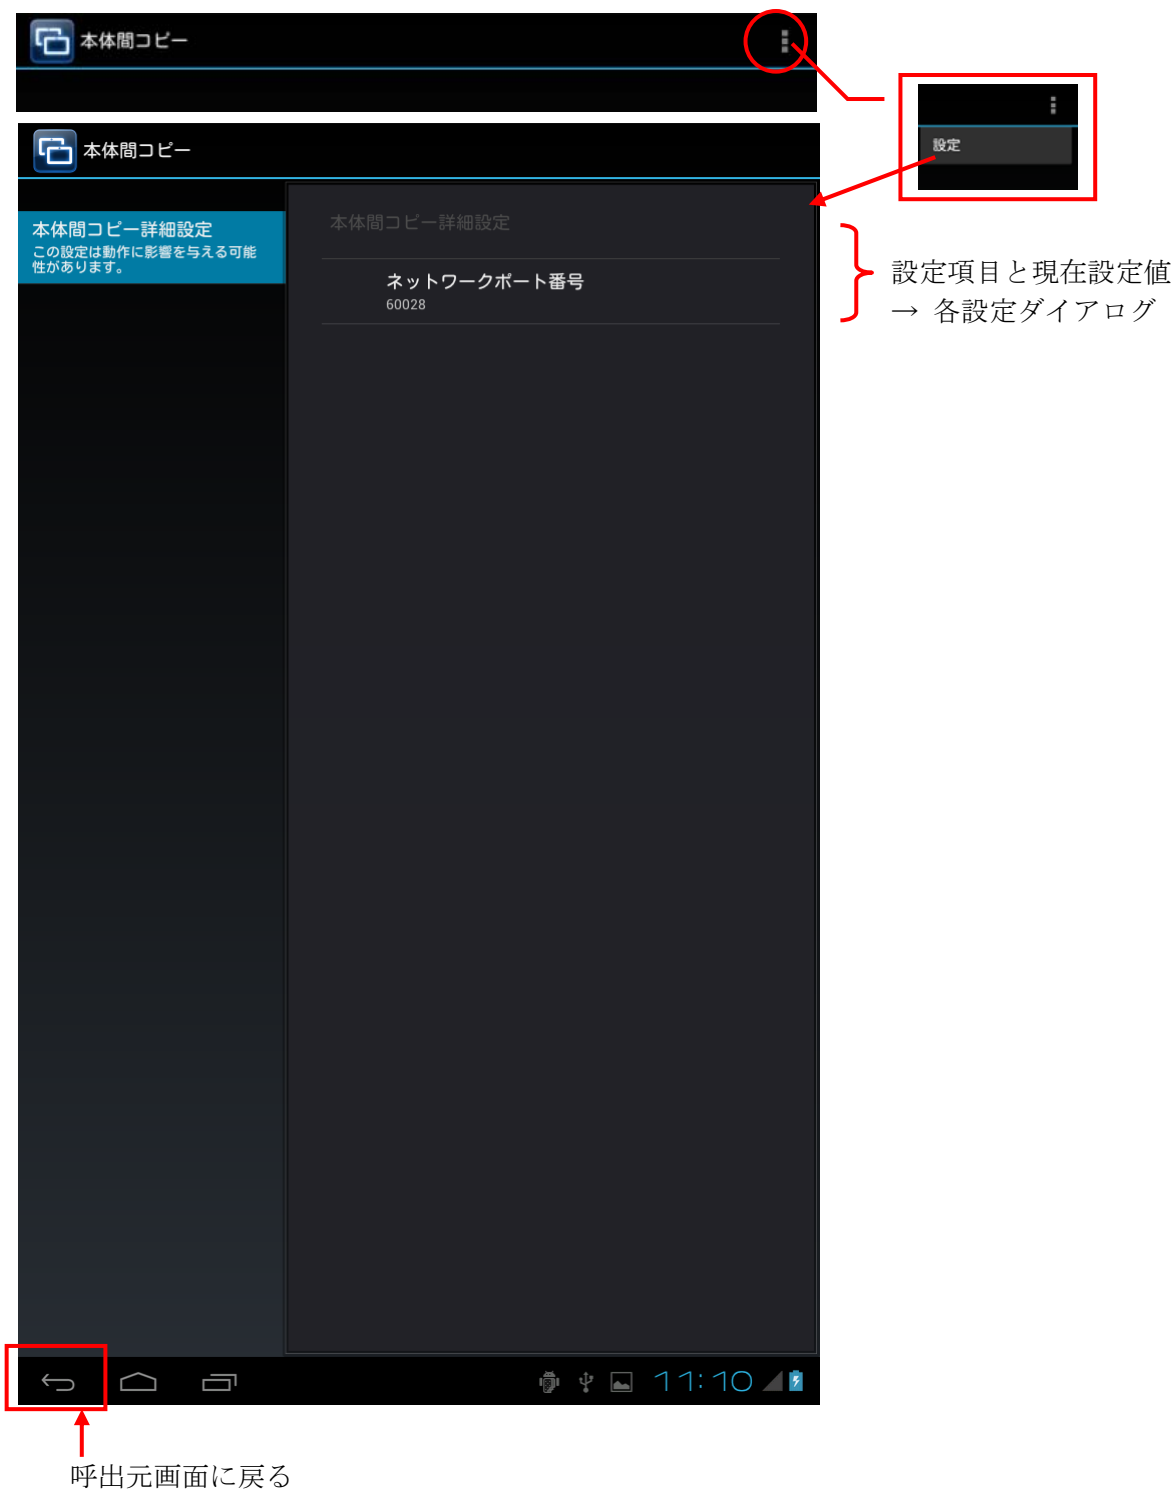 本体間コピー
設定
本体間コピー
本体間コピー詳細設定
この設定は動作に影響を与える可能
性があります。
本体間コピー詳細設定
ネットワークポート番号
60028
設定項目と現在設定値
→ 各設定ダイアログ
11:10
呼出元画面に戻る